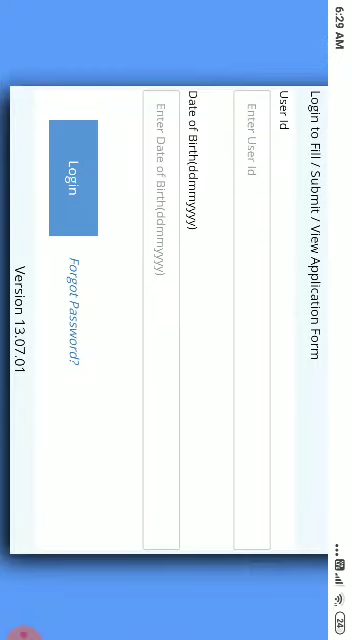 6:29 AM
24
Login to Fill / Submit / View Application Form
User Id
Enter User Id
Date of Birth(ddmmyyyy)
Enter Date of Birth(ddmmyyyy)
Login
Forgot Password?
Version 13.07.01